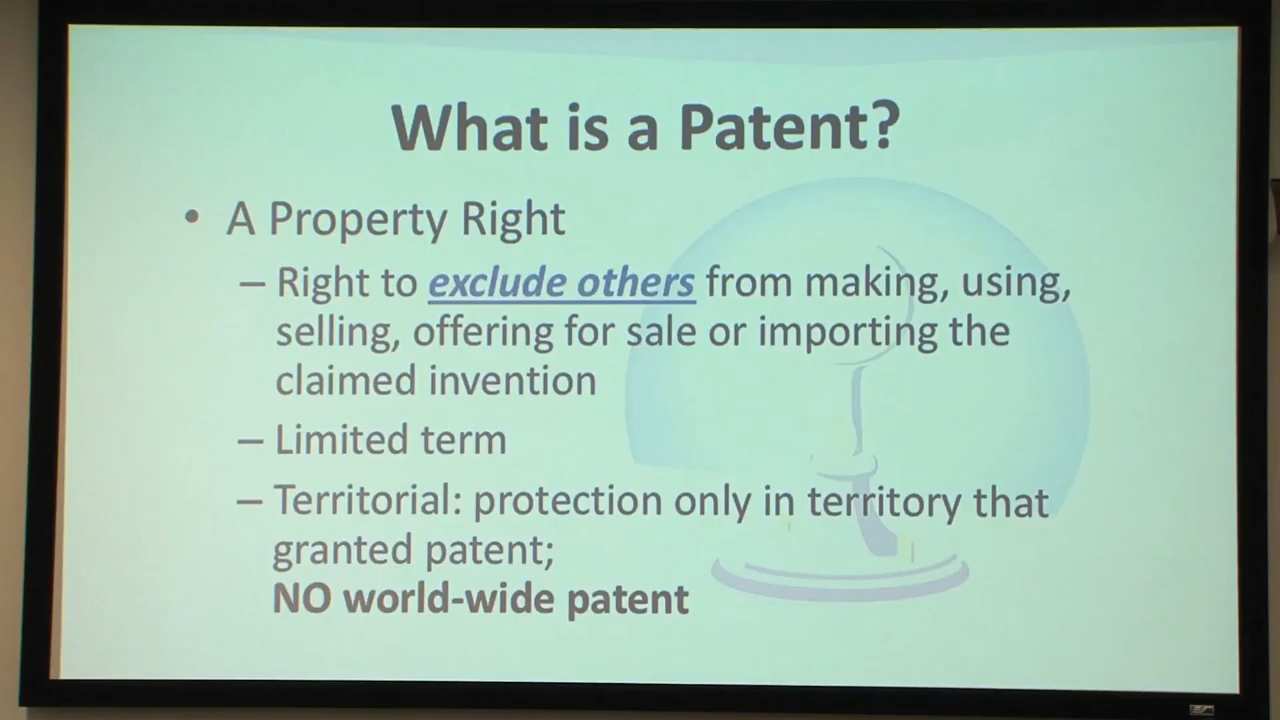 What is a Patent?
• A Property Right
– Right to exclude others from making, using,
selling, offering for sale or importing the
claimed invention
– Limited term
– Territorial: protection only in territory that
granted patent;
NO world-wide patent